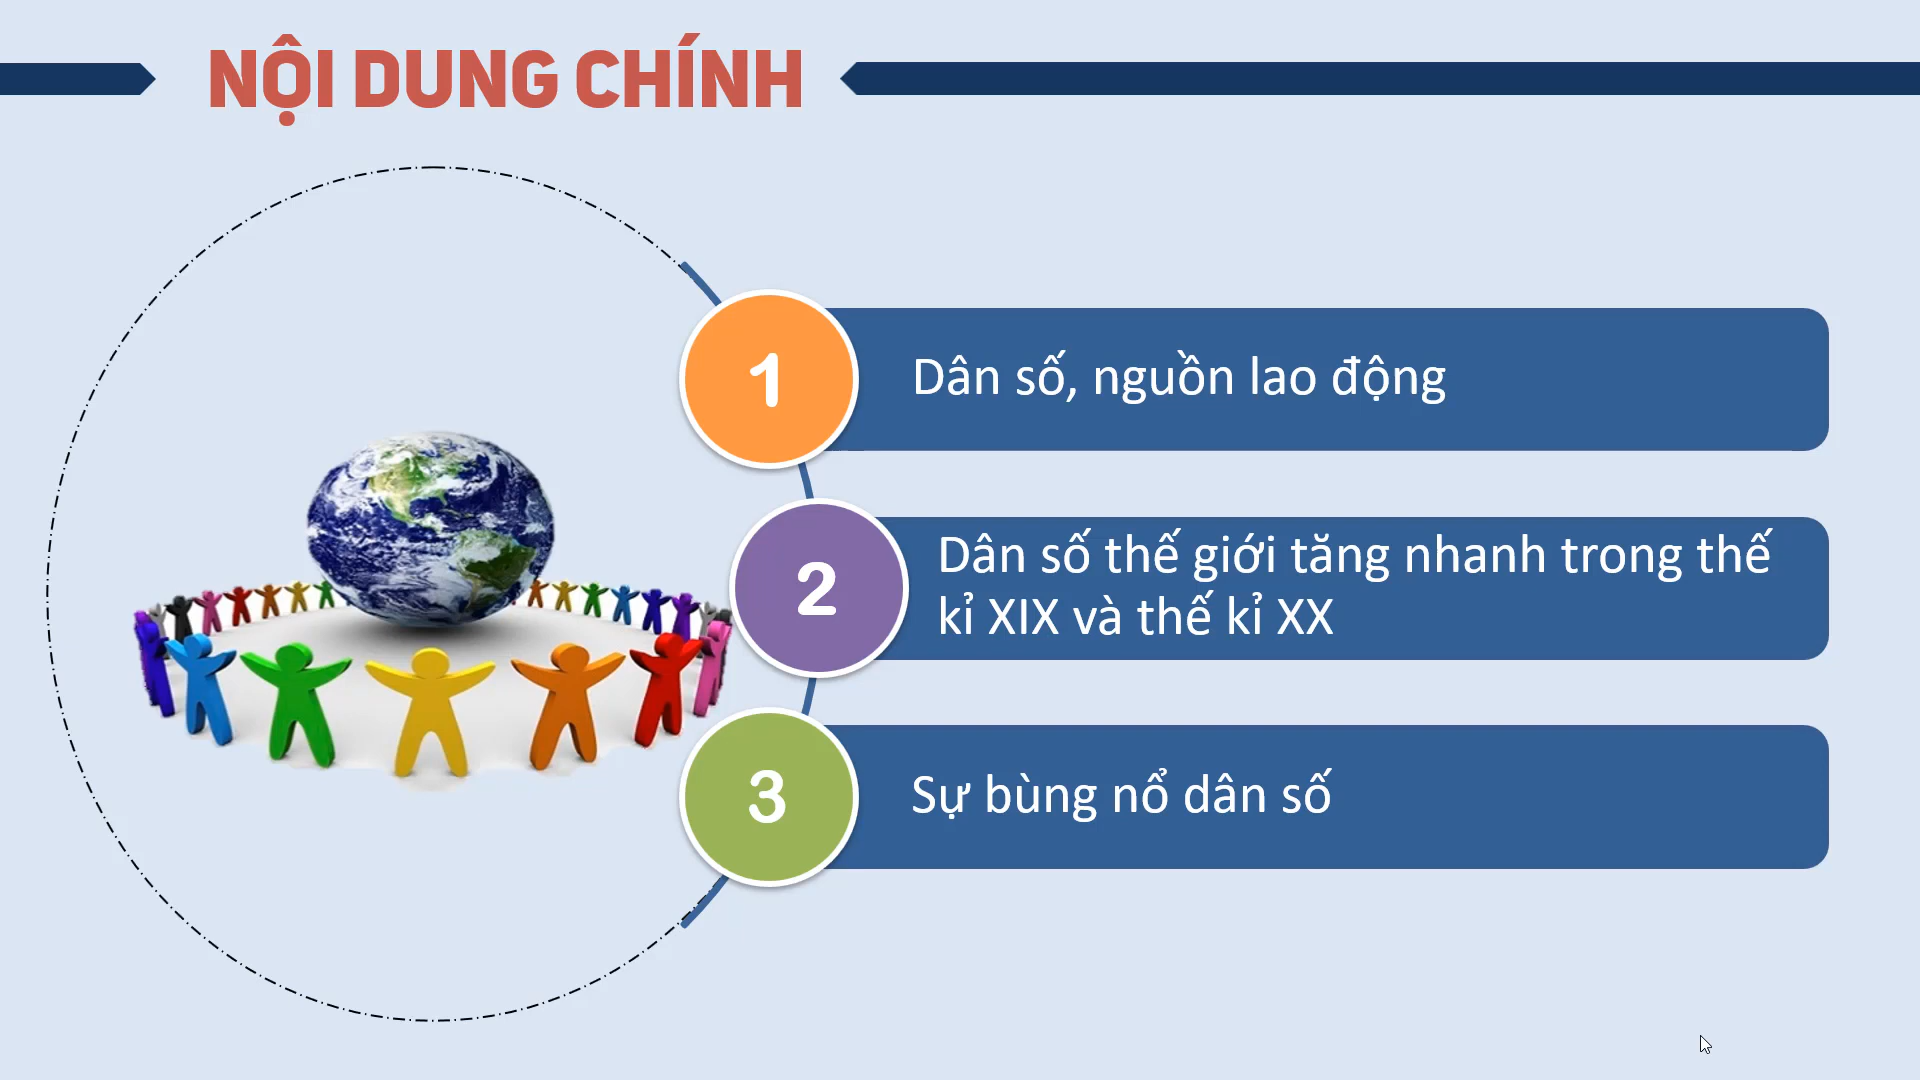 NỘI DUNG CHÍNH
1
Dân số, nguồn lao động
2
Dân số thế giới tăng nhanh trong thế
kỉ XIX và thế kỉ XX
3
Sự bùng nổ dân số